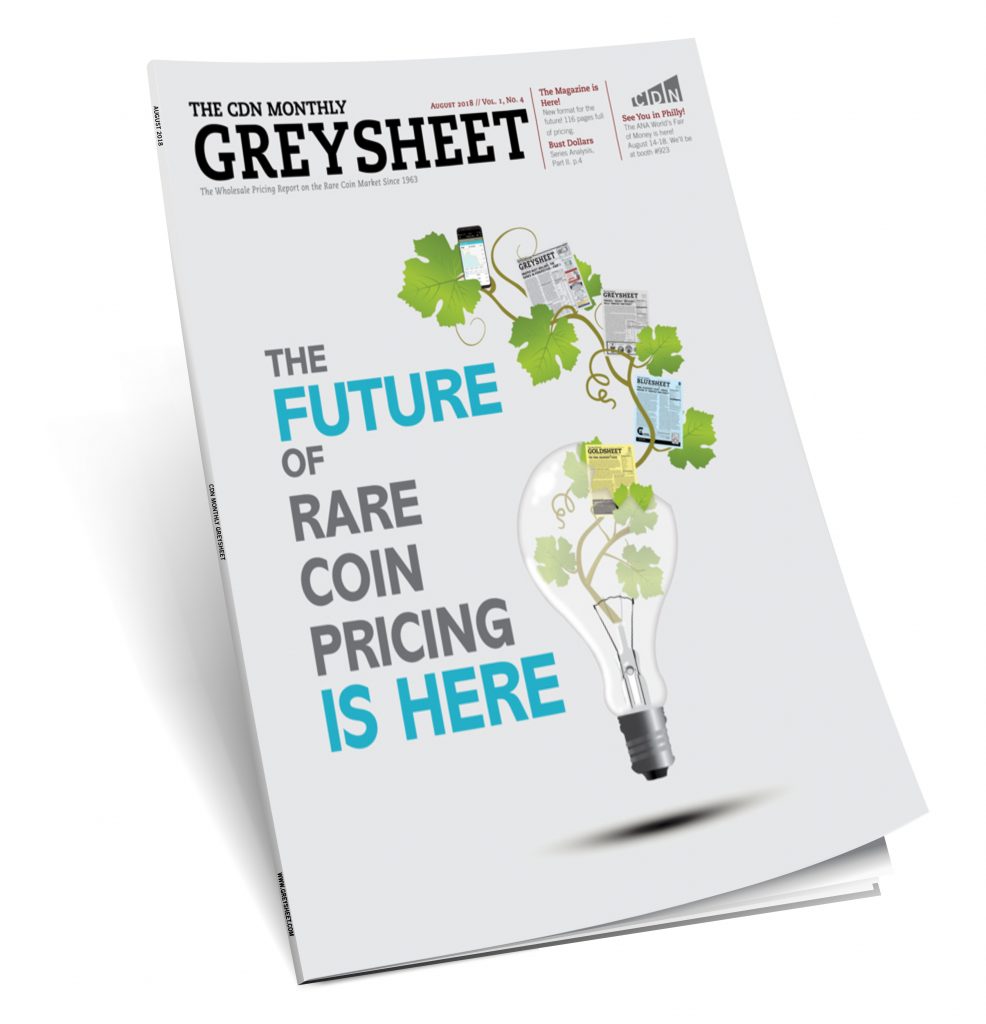 THE CDN MONTHLY
AUGUST 2018 // VOL. 1, NO. 4
GREYSHEET
The Wholesale Pricing Report on the Rare Coin Market Since 1963
The Magazine is
Here!
New format for the
future! 116 pages full
of pricing.
Bust Dollars
Series Analysis,
Part II. p.4
CDN
See You in Philly!
The ANA World's Fair
of Money is here!
August 14-18. We'll be
at booth #923
THE
FUTURE
OF
RARE
COIN
PRICING
IS HERE
GREYSHEET
GREYSHEET
BLUESHEET
GOLDSHEET
AUGUST 2018
CDN MONTHLY GREYSHEET
WWW.GREYSHEET.COM